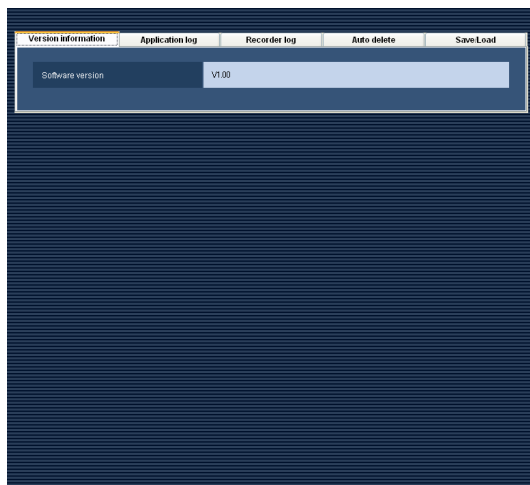 Version information Application log Recorder log Auto delete Save/Load
Software version V1.00